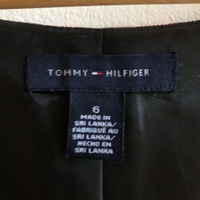 TOMMY HILFIGER
6
MADE IN
SRI LANKA/
FABRIQUÉ AU
SRI LANKA/
HECHO EN
SRI LANKA